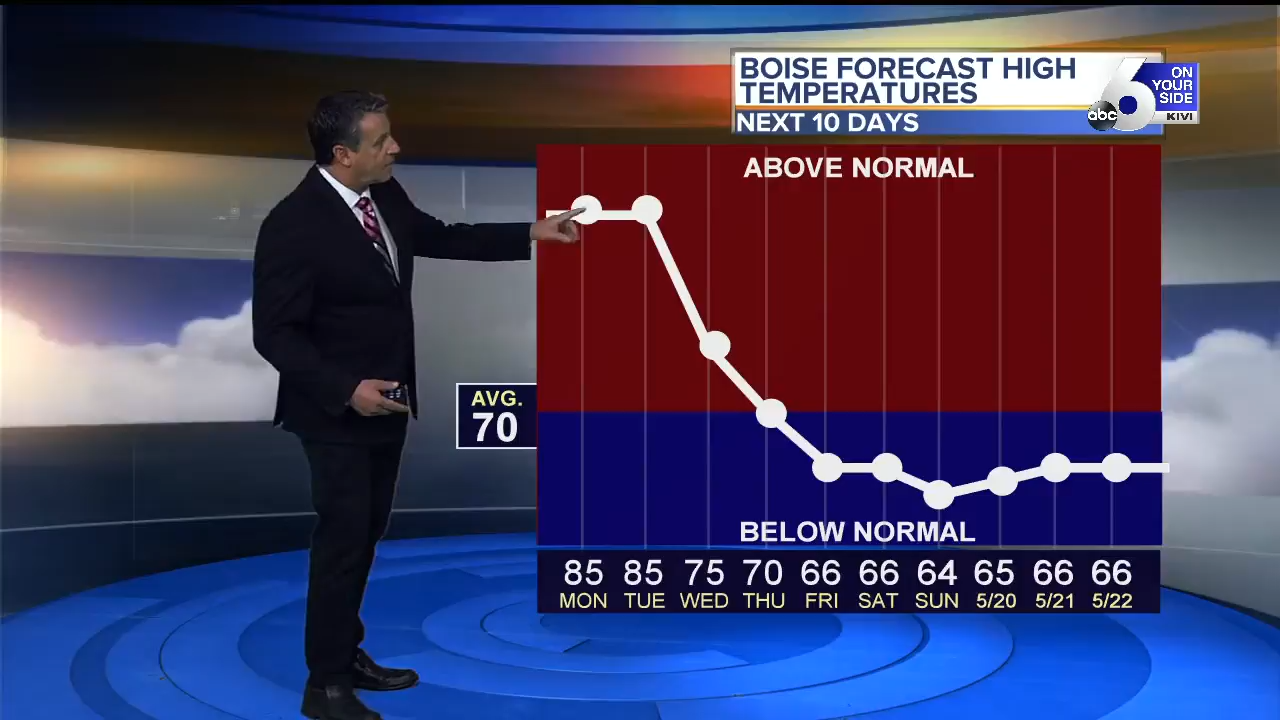 BOISE FORECAST HIGH
TEMPERATURES
NEXT 10 DAYS
abc 6
ON
YOUR
SIDE
KIVI
ABOVE NORMAL
AVG.
70
BELOW NORMAL
85 85 75 70 66 66 64 65 66 66
MON TUE WED THU FRI SAT SUN 5/20 5/21 5/22